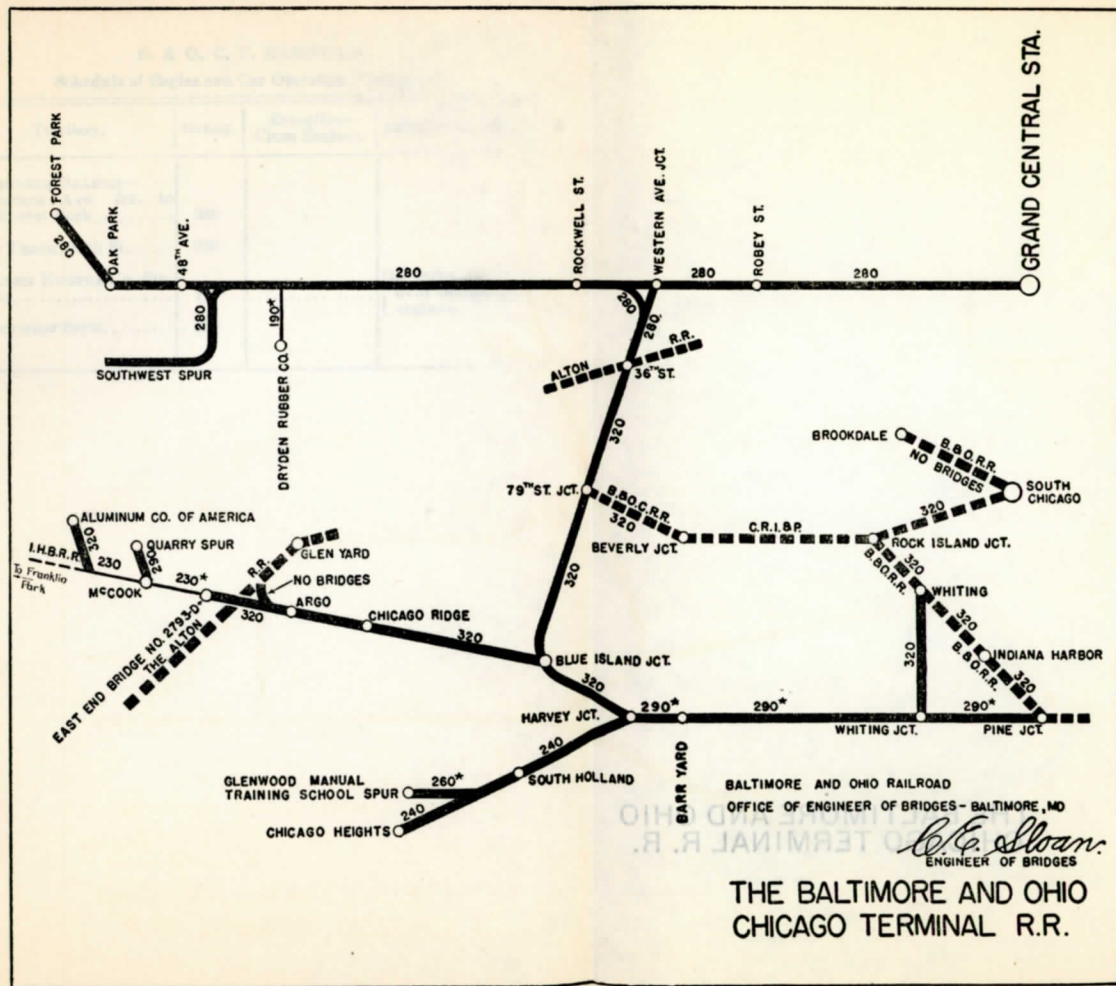 GRAND CENTRAL STA.
FOREST PARK
280
OAK PARK
48TH AVE.
280
ROCKWELL ST.
WESTERN AVE. JCT.
280
ROBEY ST.
280
280
SOUTHWEST SPUR
190*
DRYDEN RUBBER CO.
280
280
ALTON R.R.
36TH ST.
320
79TH ST. JCT.
B.&O.C.R.R.
320
BEVERLY JCT.
C.R.I.&P.
BROOKDALE
B.&O.R.R.
NO BRIDGES
SOUTH CHICAGO
320
ROCK ISLAND JCT.
320
B.&O.R.R.
WHITING
320
B.&O.R.R.
INDIANA HARBOR
320
320
ALUMINUM CO. OF AMERICA
320
I.H.B.R.R.
230
To Franklin
Park
QUARRY SPUR
290
McCOOK
230*
GLEN YARD
R.R.
NO BRIDGES
320
ARGO
CHICAGO RIDGE
320
EAST END BRIDGE NO. 2793-D
THE ALTON
320
BLUE ISLAND JCT.
320
HARVEY JCT.
290*
BARR YARD
290*
WHITING JCT.
290*
PINE JCT.
240
SOUTH HOLLAND
GLENWOOD MANUAL
TRAINING SCHOOL SPUR
260*
240
CHICAGO HEIGHTS
BALTIMORE AND OHIO RAILROAD
OFFICE OF ENGINEER OF BRIDGES - BALTIMORE, MD
C.E. Sloan.
ENGINEER OF BRIDGES
THE BALTIMORE AND OHIO
CHICAGO TERMINAL R.R.